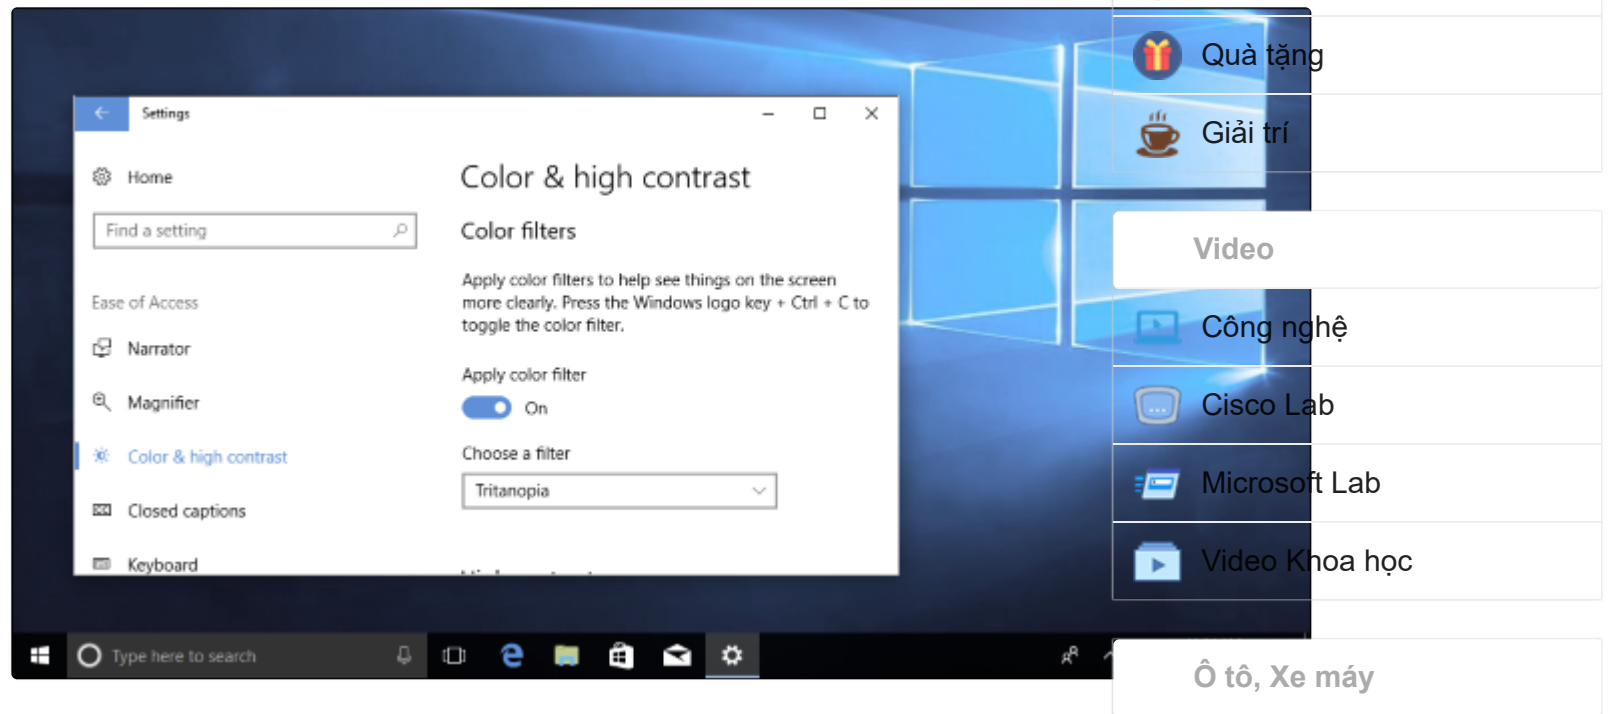 Settings
Home
Find a setting
Ease of Access
Narrator
Magnifier
Color & high contrast
Closed captions
Keyboard
Color & high contrast
Color filters
Apply color filters to help see things on the screen
more clearly. Press the Windows logo key + Ctrl + C to
toggle the color filter.
Apply color filter
On
Choose a filter
Tritanopia
Type here to search
Quà tặng
Giải trí
Video
Công nghệ
Cisco Lab
Microsoft Lab
Video Khoa học
Ô tô, Xe máy